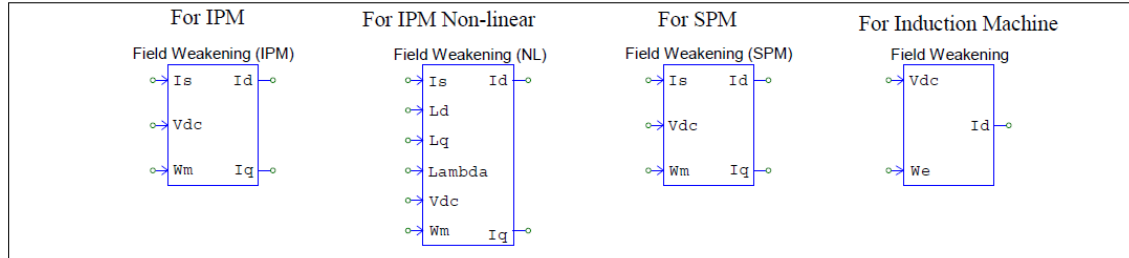 For IPM
For IPM Non-linear
For SPM
For Induction Machine
Field Weakening (IPM)
Field Weakening (NL)
Field Weakening (SPM)
Field Weakening
Is Id
Vdc
Wm Iq
Is Id
Ld
Lq
Lambda
Vdc
Wm
Iq
Is Id
Vdc
Wm Iq
Vdc
Id
We